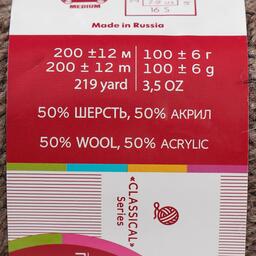 MEDIUM
Made in Russia
200 ±12 м | 100 ± 6 г
200 ± 12 m | 100 ± 6 g
219 yard | 3,5 OZ
50% ШЕРСТЬ, 50% АКРИЛ
50% WOOL, 50% ACRYLIC
«CLASSICAL»
Series